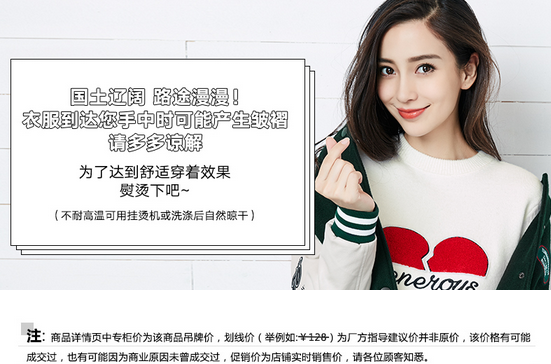 国土辽阔 路途漫漫！
衣服到达您手中时可能产生皱褶
请多多谅解
为了达到舒适穿着效果
熨烫下吧~
（不耐高温可用挂烫机或洗涤后自然晾干）
enerous
注: 商品详情页中专柜价为该商品吊牌价，划线价（举例如:￥128）为厂方指导建议价并非原价，该价格有可能
成交过，也有可能因为商业原因未曾成交过，促销价为店铺实时销售价，请各位顾客知悉。